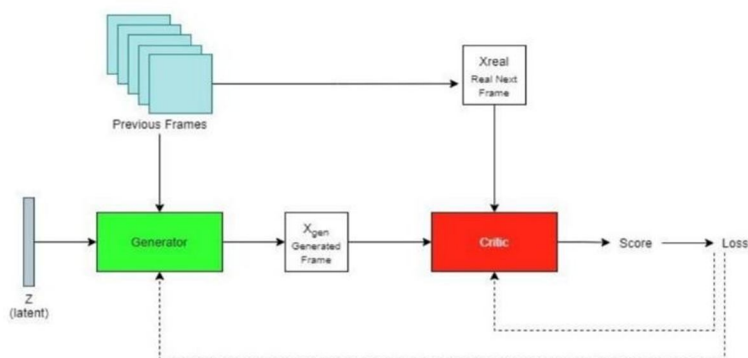 Xreal
Real Next
Frame
Previous Frames
Generator
Xgen
Generated
Frame
Critic
Score
Loss
Z
(latent)